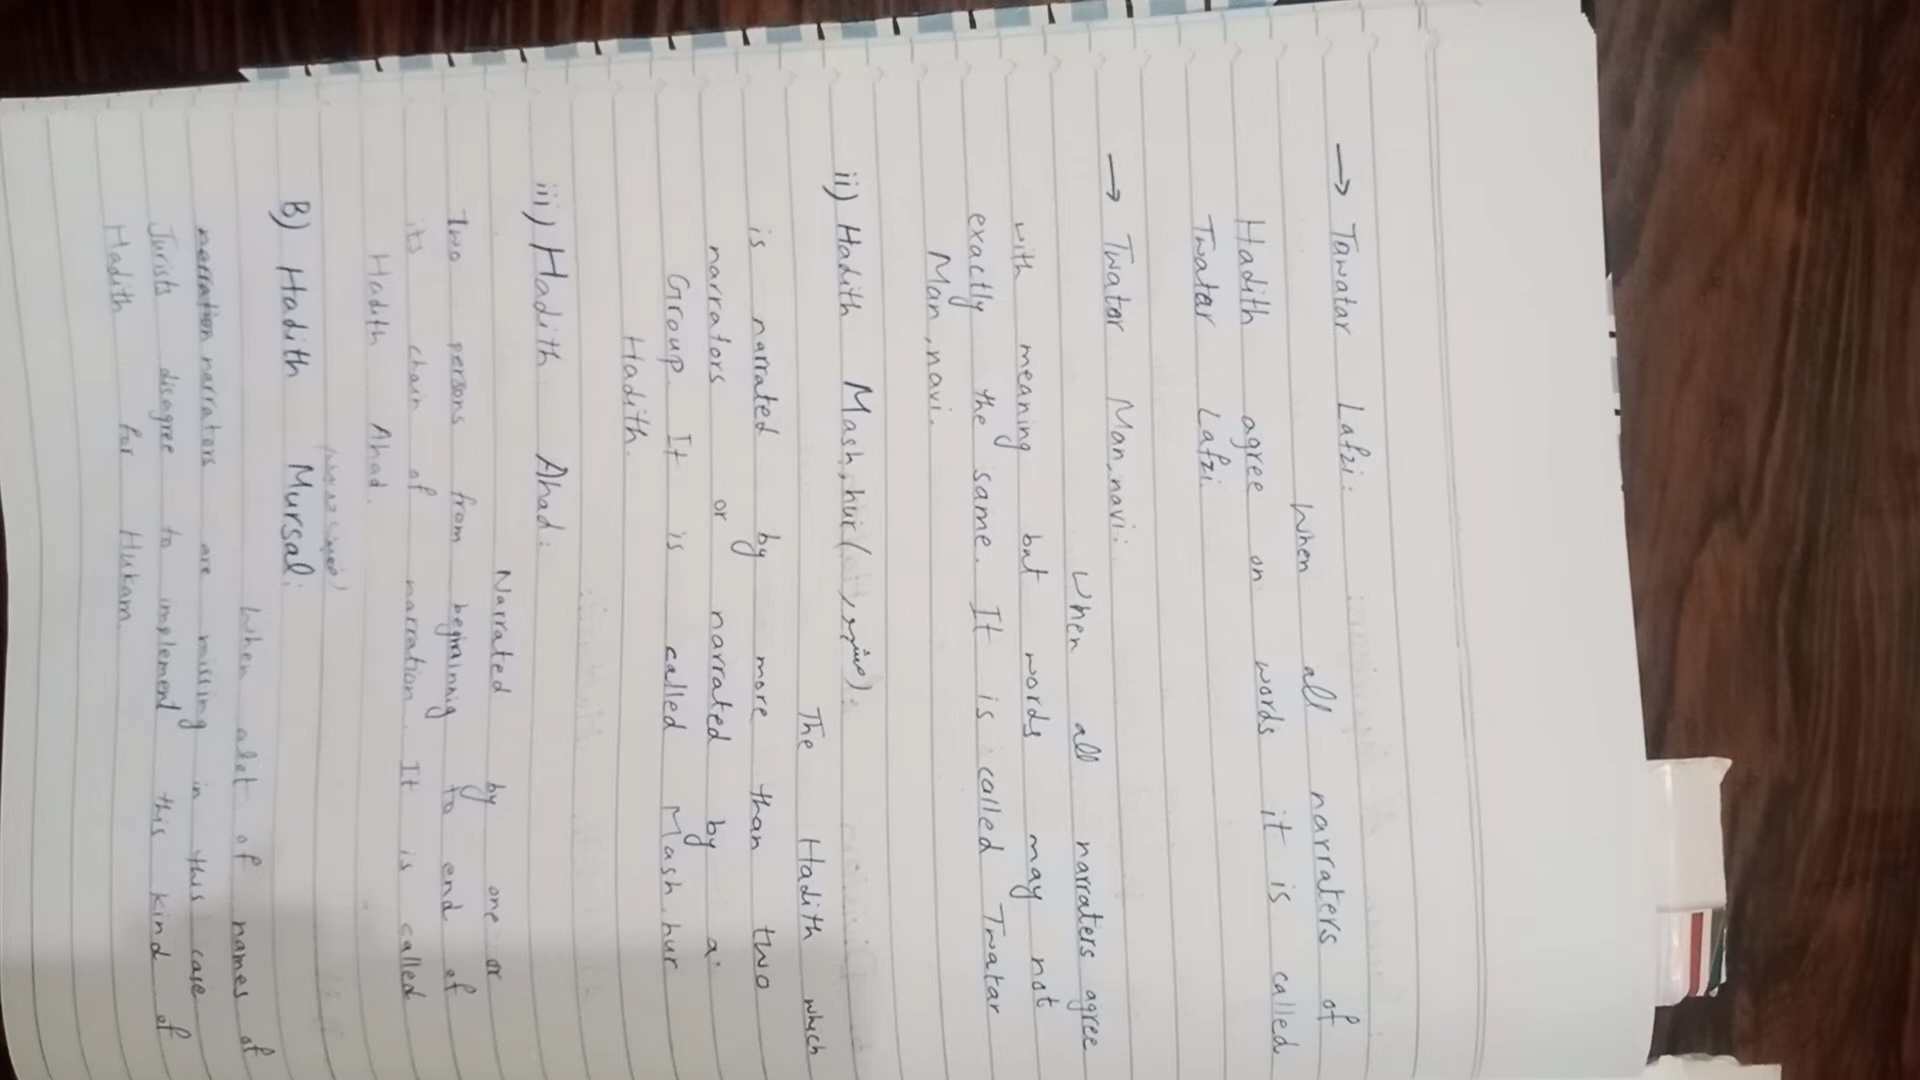 → Tawatar Lafzi:
When all narraters of
Hadith agree on words it is called
Twater Lafzi.
→ Twator Man,navi:
When all narraters agree
with meaning but words may not
exactly the same. It is called Twatar
Man,navi.
ii) Hadith Mash,hur
The Hadith which
is narrated by more than two
narrators or narrated by a
Group. It is called Mash,hur
Hadith.
iii) Hadith Ahad:
Narrated by one or
Two persons from beginning to end of
its chain of narration. It is called
Hadith Ahad.
B) Hadith Mursal:
When alot of names of
narration narrators are missing in this case
Jurists disagree to implement this kind of
Hadith for Hukam.